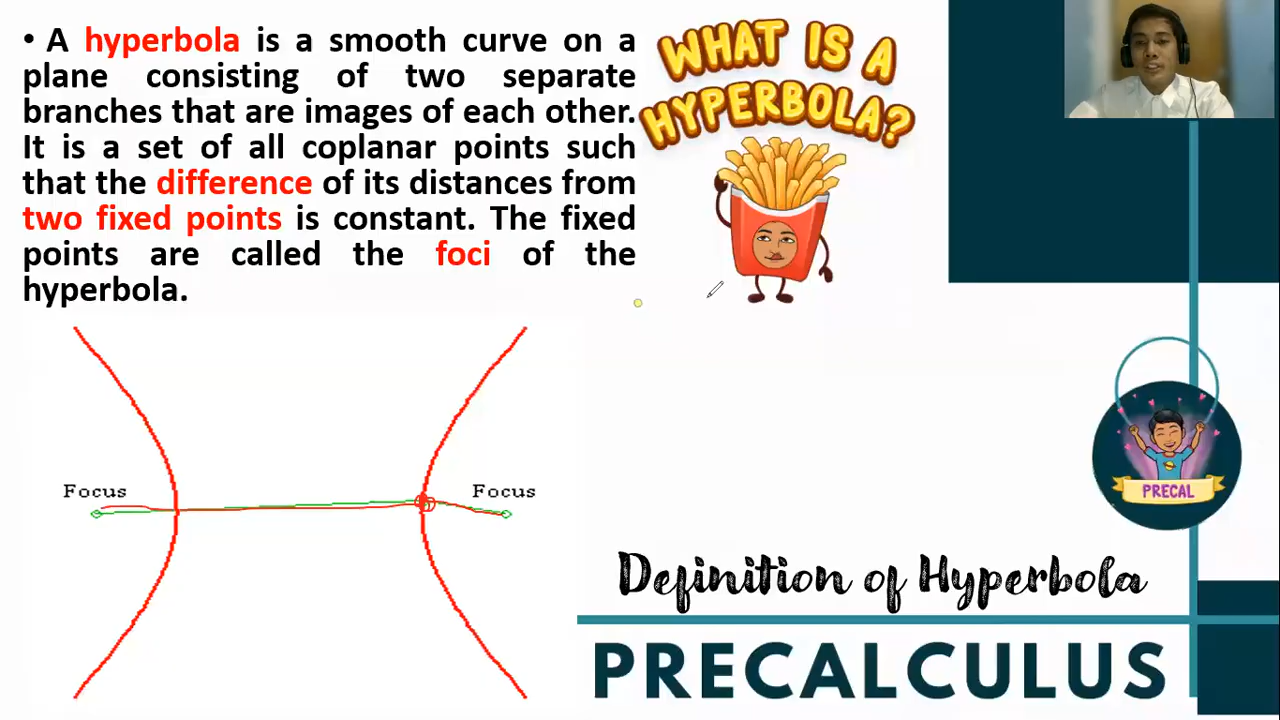 • A hyperbola is a smooth curve on a
plane consisting of two separate
branches that are images of each other.
It is a set of all coplanar points such
that the difference of its distances from
two fixed points is constant. The fixed
points are called the foci of the
hyperbola.
WHAT IS A
HYPERBOLA?
Focus
Focus
PRECAL
Definition of Hyperbola
PRECALCULUS